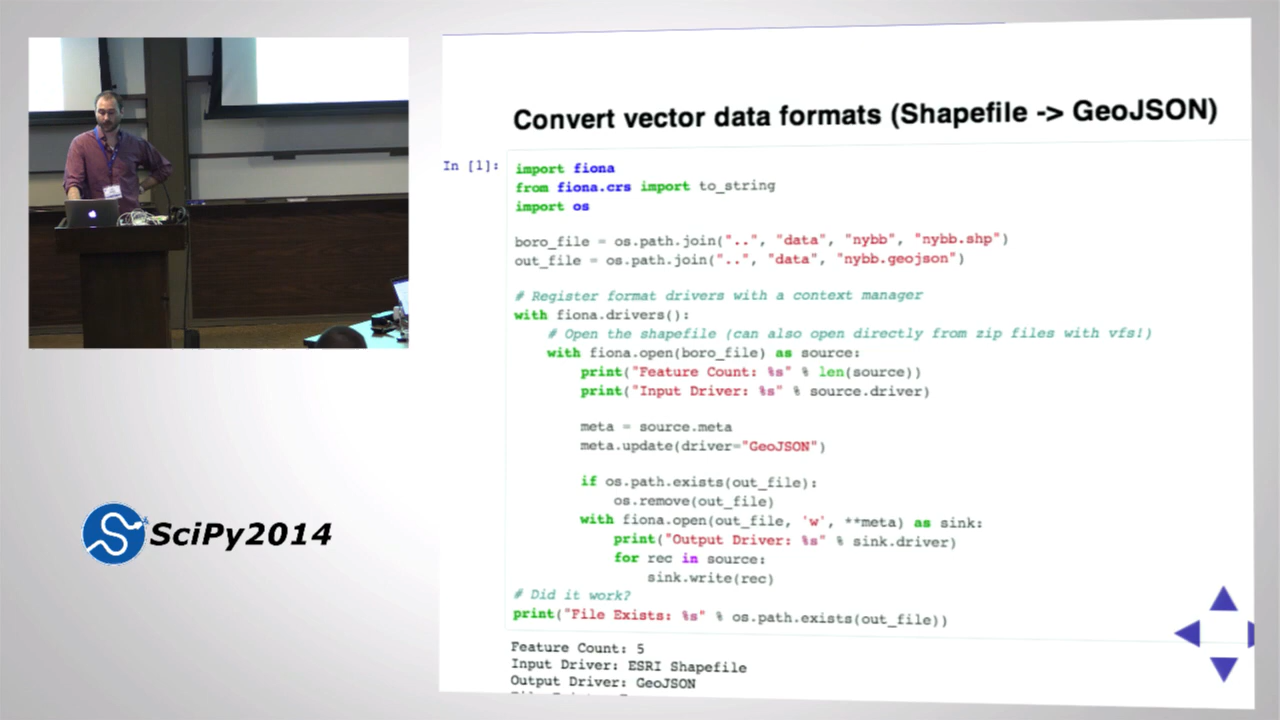 Convert vector data formats (Shapefile -> GeoJSON)
In [1]:
import fiona
from fiona.crs import to_string
import os
boro_file = os.path.join("..", "data", "nybb", "nybb.shp")
out_file = os.path.join("..", "data", "nybb.geojson")
# Register format drivers with a context manager
with fiona.drivers():
# Open the shapefile (can also open directly from zip files with vfs!)
with fiona.open(boro_file) as source:
print("Feature Count: %s" % len(source))
print("Input Driver: %s" % source.driver)
meta = source.meta
meta.update(driver="GeoJSON")
if os.path.exists(out_file):
os.remove(out_file)
with fiona.open(out_file, 'w', **meta) as sink:
print("Output Driver: %s" % sink.driver)
for rec in source:
sink.write(rec)
# Did it work?
print("File Exists: %s" % os.path.exists(out_file))
Feature Count: 5
Input Driver: ESRI Shapefile
Output Driver: GeoJSON
SciPy2014